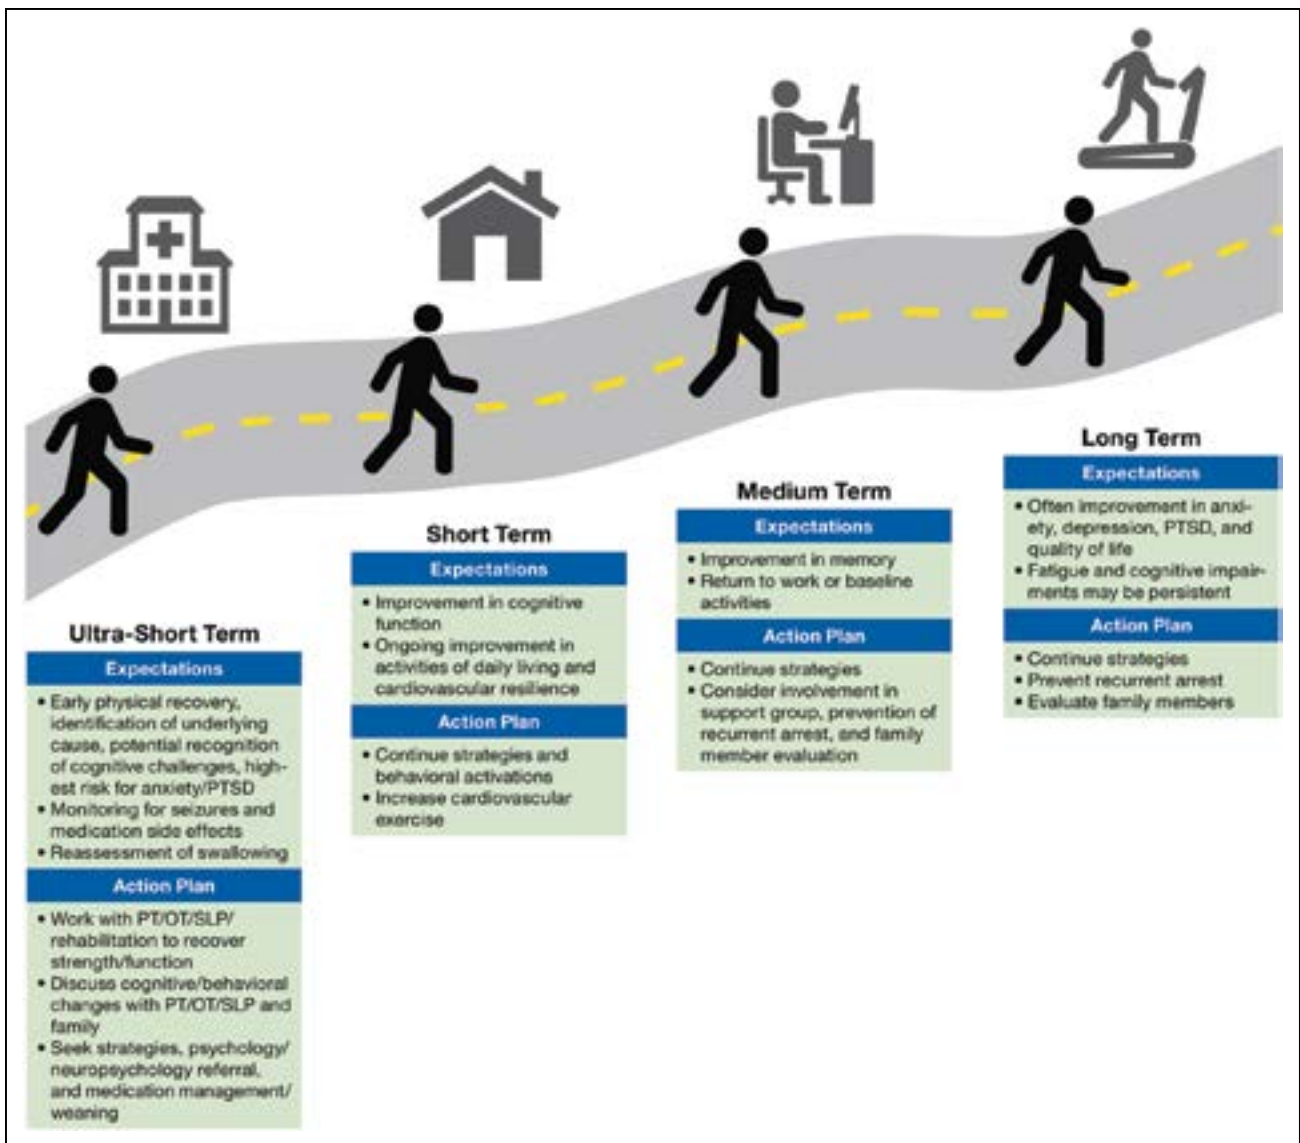 Ultra-Short Term
Expectations
• Early physical recovery,
identification of underlying
cause, potential recognition
of cognitive challenges, high-
est risk for anxiety/PTSD
• Monitoring for seizures and
medication side effects
• Reassessment of swallowing
Action Plan
• Work with PT/OT/SLP/
rehabilitation to recover
strength/function
• Discuss cognitive/behavioral
changes with PT/OT/SLP and
family
• Seek strategies, psychology/
neuropsychology referral,
and medication management/
weaning
Short Term
Expectations
• Improvement in cognitive
function
• Ongoing improvement in
activities of daily living and
cardiovascular resilience
Action Plan
• Continue strategies and
behavioral activations
• Increase cardiovascular
exercise
Medium Term
Expectations
• Improvement in memory
• Return to work or baseline
activities
Action Plan
• Continue strategies
• Consider involvement in
support group, prevention of
recurrent arrest, and family
member evaluation
Long Term
Expectations
• Often improvement in anxi-
ety, depression, PTSD, and
quality of life
• Fatigue and cognitive impair-
ments may be persistent
Action Plan
• Continue strategies
• Prevent recurrent arrest
• Evaluate family members